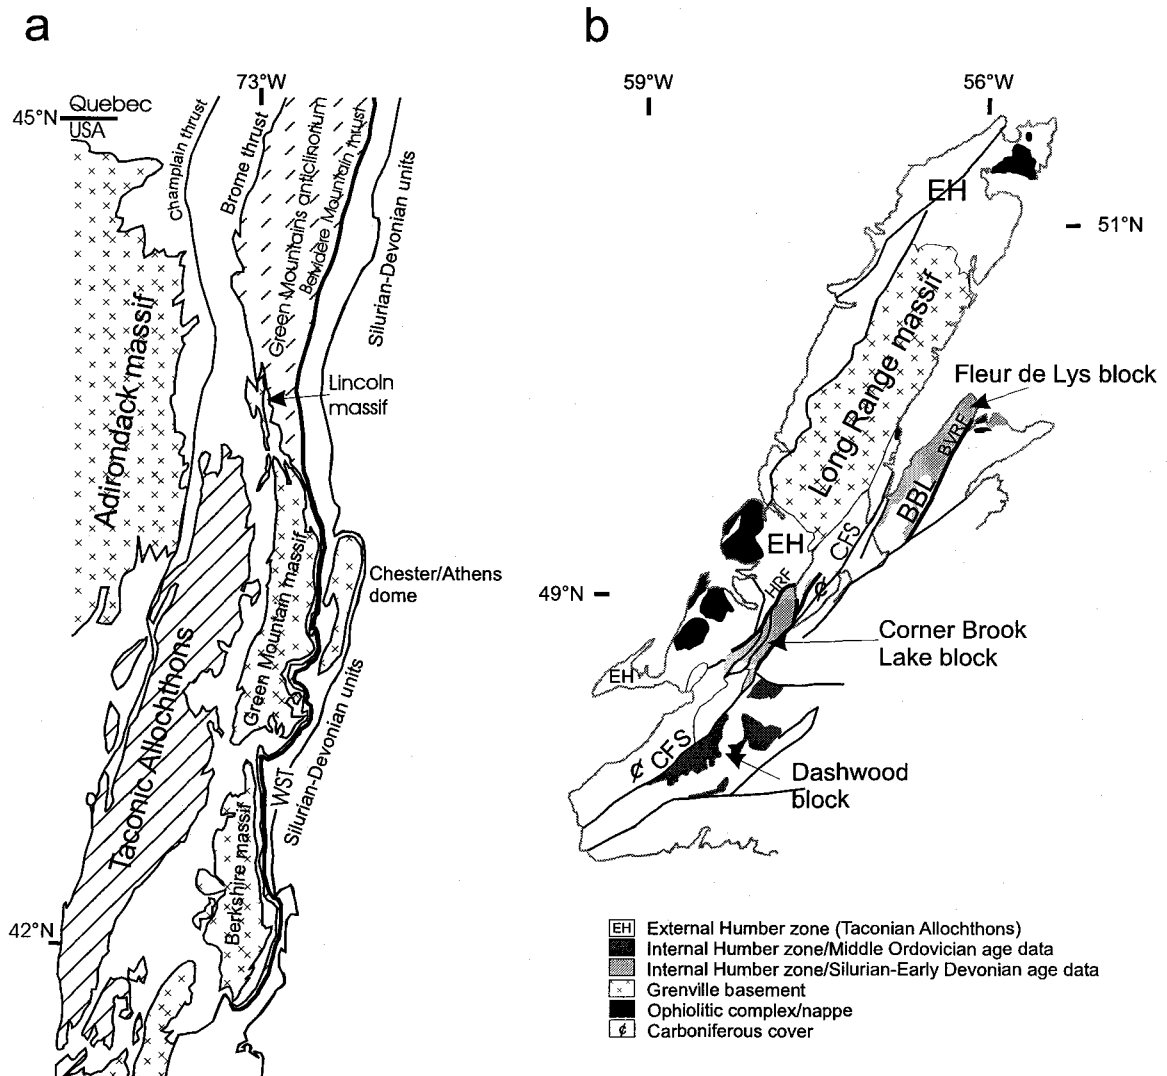 a
73°W
45°N
Quebec
USA
Champlain thrust
Brome thrust
Green Mountains anticlinorium
Belvidere Mountain thrust
Silurian-Devonian units
Adirondack massif
Lincoln
massif
Chester/Athens
dome
Green Mountain massif
Taconic Allochthons
WST
Silurian-Devonian units
Berkshire massif
42°N
b
59°W
56°W
EH
51°N
Long Range massif
Fleur de Lys block
BVRF
BBL
CFS
EH
HRF
₵
49°N
Corner Brook
Lake block
EH
₵
CFS
Dashwood
block
EH External Humber zone (Taconian Allochthons)
Internal Humber zone/Middle Ordovician age data
Internal Humber zone/Silurian-Early Devonian age data
Grenville basement
Ophiolitic complex/nappe
₵ Carboniferous cover